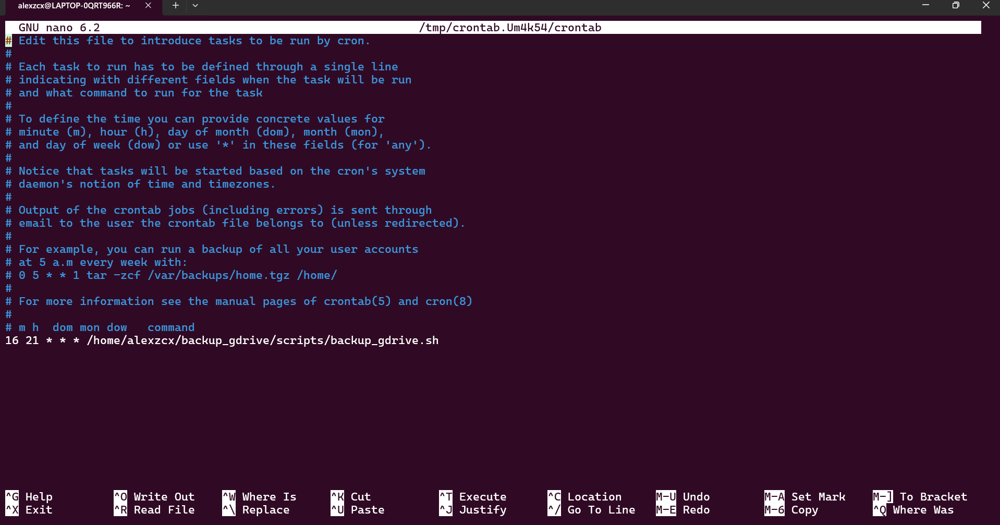 alexzcx@LAPTOP-0QRT966R: ~
GNU nano 6.2 /tmp/crontab.Um4k54/crontab
# Edit this file to introduce tasks to be run by cron.
#
# Each task to run has to be defined through a single line
# indicating with different fields when the task will be run
# and what command to run for the task
#
# To define the time you can provide concrete values for
# minute (m), hour (h), day of month (dom), month (mon),
# and day of week (dow) or use '*' in these fields (for 'any').
#
# Notice that tasks will be started based on the cron's system
# daemon's notion of time and timezones.
#
# Output of the crontab jobs (including errors) is sent through
# email to the user the crontab file belongs to (unless redirected).
#
# For example, you can run a backup of all your user accounts
# at 5 a.m every week with:
# 0 5 * * 1 tar -zcf /var/backups/home.tgz /home/
#
# For more information see the manual pages of crontab(5) and cron(8)
#
# m h  dom mon dow   command
16 21 * * * /home/alexzcx/backup_gdrive/scripts/backup_gdrive.sh
^G Help ^O Write Out ^W Where Is ^K Cut ^T Execute ^C Location M-U Undo M-A Set Mark M-] To Bracket
^X Exit ^R Read File ^\ Replace ^U Paste ^J Justify ^/ Go To Line M-E Redo M-6 Copy ^Q Where Was